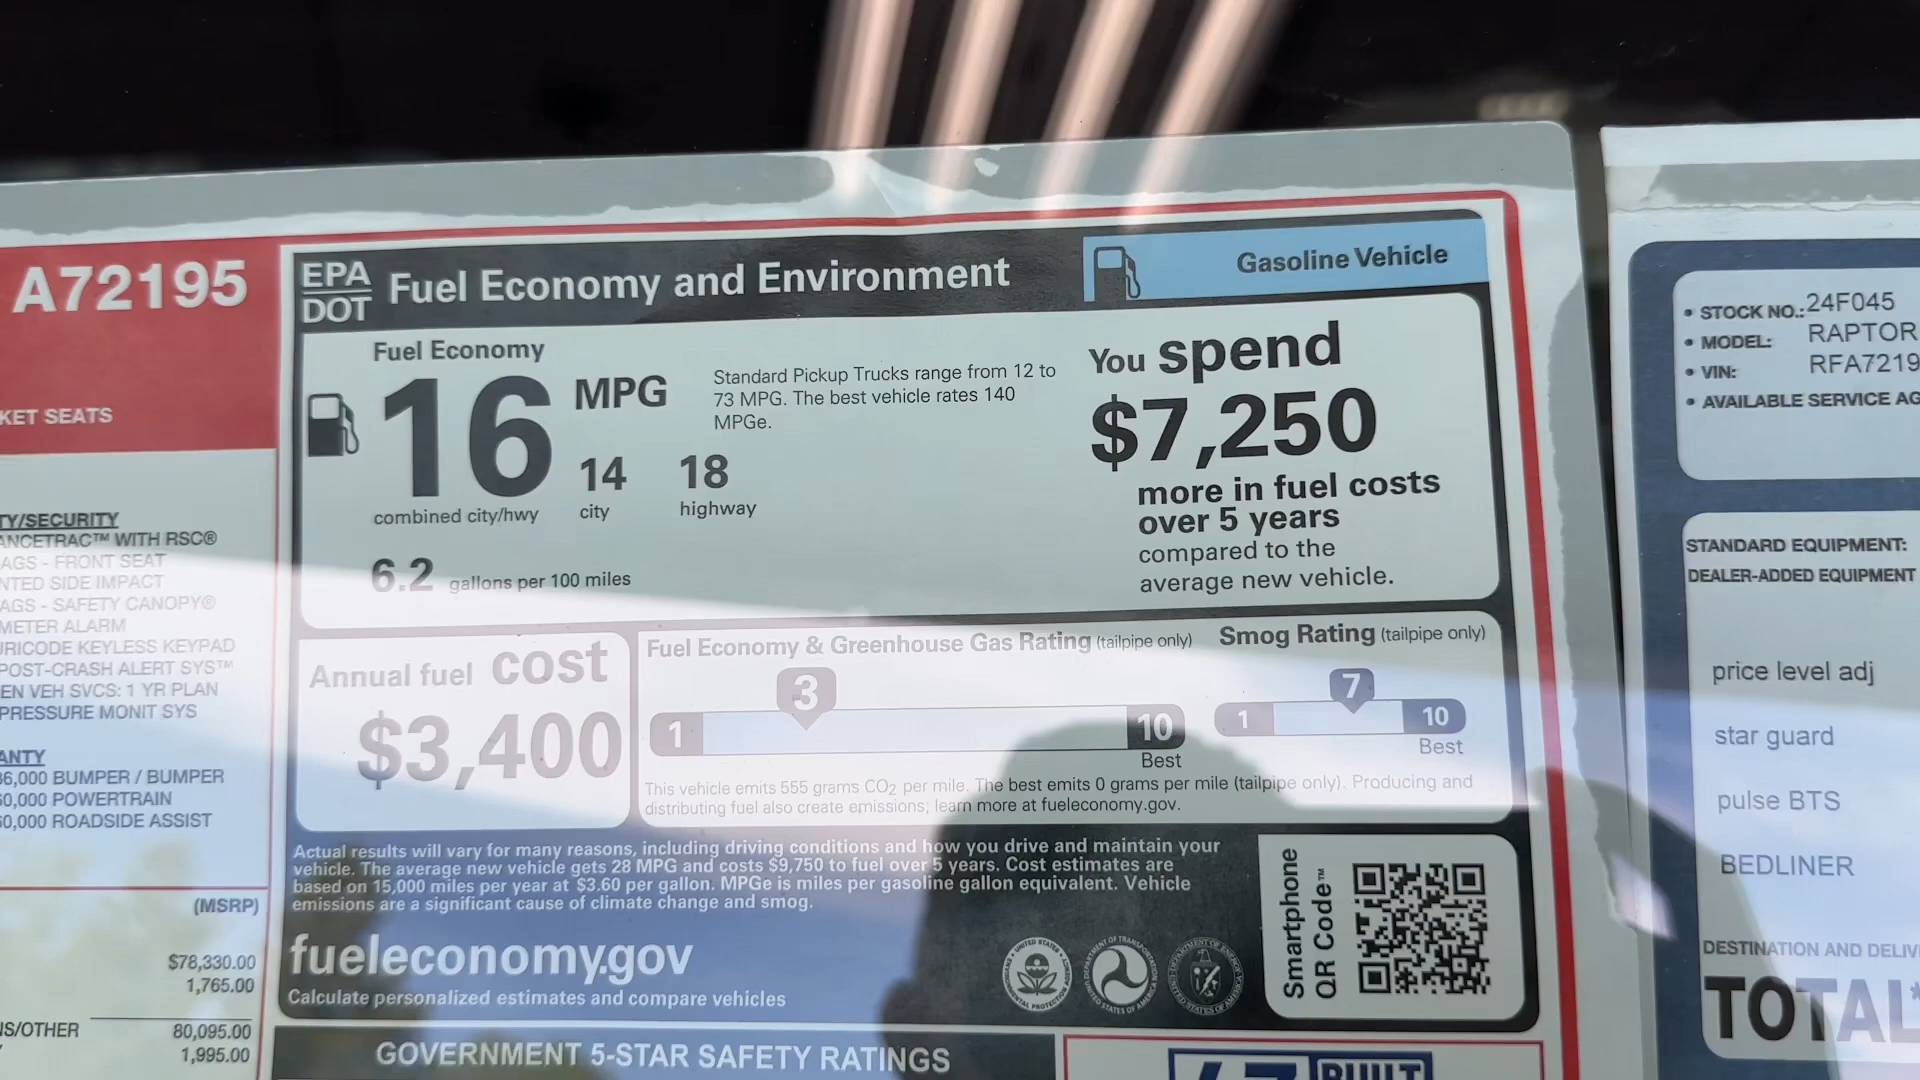 A72195
KET SEATS
TY/SECURITY
ANCETRAC™ WITH RSC®
AGS - FRONT SEAT
NTED SIDE IMPACT
AGS - SAFETY CANOPY®
METER ALARM
URICODE KEYLESS KEYPAD
POST-CRASH ALERT SYS™
EN VEH SVCS: 1 YR PLAN
PRESSURE MONIT SYS
ANTY
36,000 BUMPER / BUMPER
60,000 POWERTRAIN
60,000 ROADSIDE ASSIST
(MSRP)
$78,330.00
1,765.00
NS/OTHER 80,095.00
1,995.00
EPA
DOT
Fuel Economy and Environment
Gasoline Vehicle
Fuel Economy
16 MPG
combined city/hwy
14
city
18
highway
6.2 gallons per 100 miles
Standard Pickup Trucks range from 12 to
73 MPG. The best vehicle rates 140
MPGe.
You spend
$7,250
more in fuel costs
over 5 years
compared to the
average new vehicle.
Annual fuel cost
$3,400
Fuel Economy & Greenhouse Gas Rating (tailpipe only)
3
1 10
Best
Smog Rating (tailpipe only)
7
1 10
Best
This vehicle emits 555 grams CO2 per mile. The best emits 0 grams per mile (tailpipe only). Producing and
distributing fuel also create emissions; learn more at fueleconomy.gov.
Actual results will vary for many reasons, including driving conditions and how you drive and maintain your
vehicle. The average new vehicle gets 28 MPG and costs $9,750 to fuel over 5 years. Cost estimates are
based on 15,000 miles per year at $3.60 per gallon. MPGe is miles per gasoline gallon equivalent. Vehicle
emissions are a significant cause of climate change and smog.
fueleconomy.gov
Calculate personalized estimates and compare vehicles
Smartphone
QR Code™
GOVERNMENT 5-STAR SAFETY RATINGS
BUILT
• STOCK NO.: 24F045
• MODEL: RAPTOR
• VIN: RFA7219
• AVAILABLE SERVICE AG
STANDARD EQUIPMENT:
DEALER-ADDED EQUIPMENT
price level adj
star guard
pulse BTS
BEDLINER
DESTINATION AND DELIV
TOTAL*